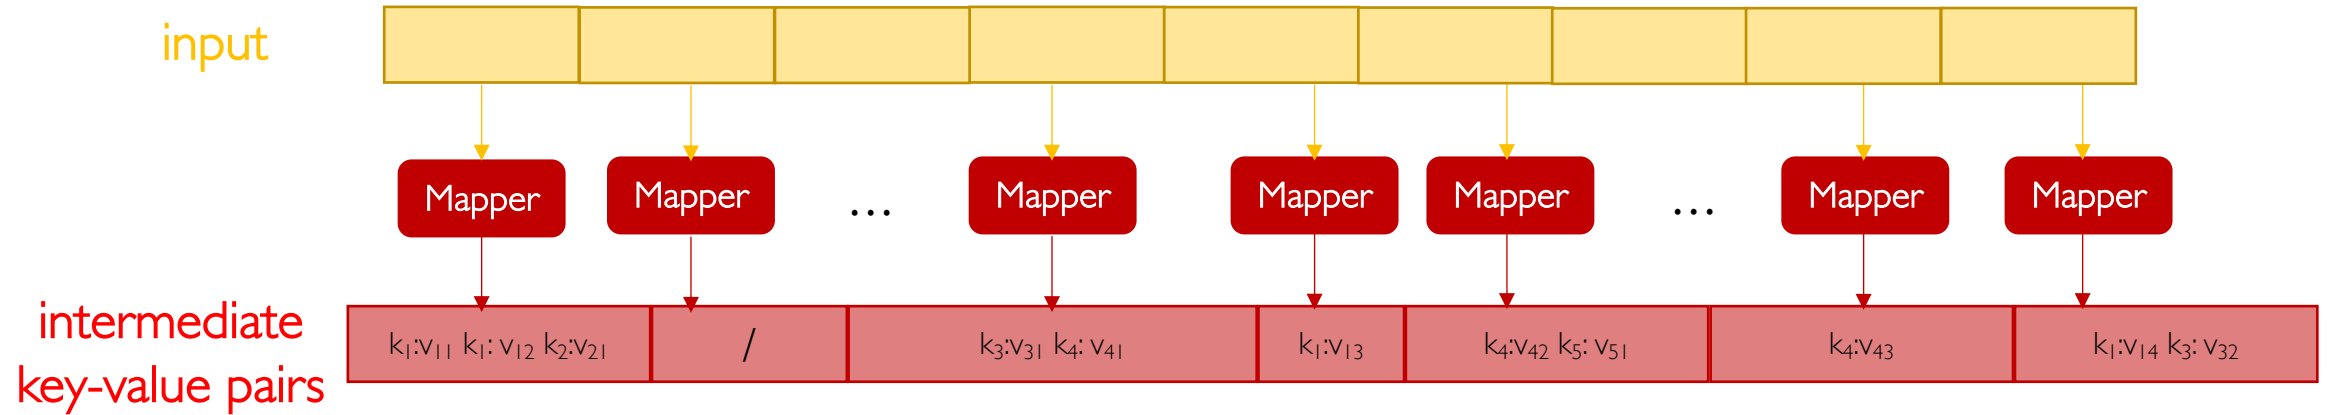 input
Mapper Mapper ... Mapper Mapper Mapper ... Mapper Mapper
intermediate
key-value pairs
k₁:v₁₁ k₁: v₁₂ k₂:v₂₁ / k₃:v₃₁ k₄: v₄₁ k₁:v₁₃ k₄:v₄₂ k₅: v₅₁ k₄:v₄₃ k₁:v₁₄ k₃: v₃₂